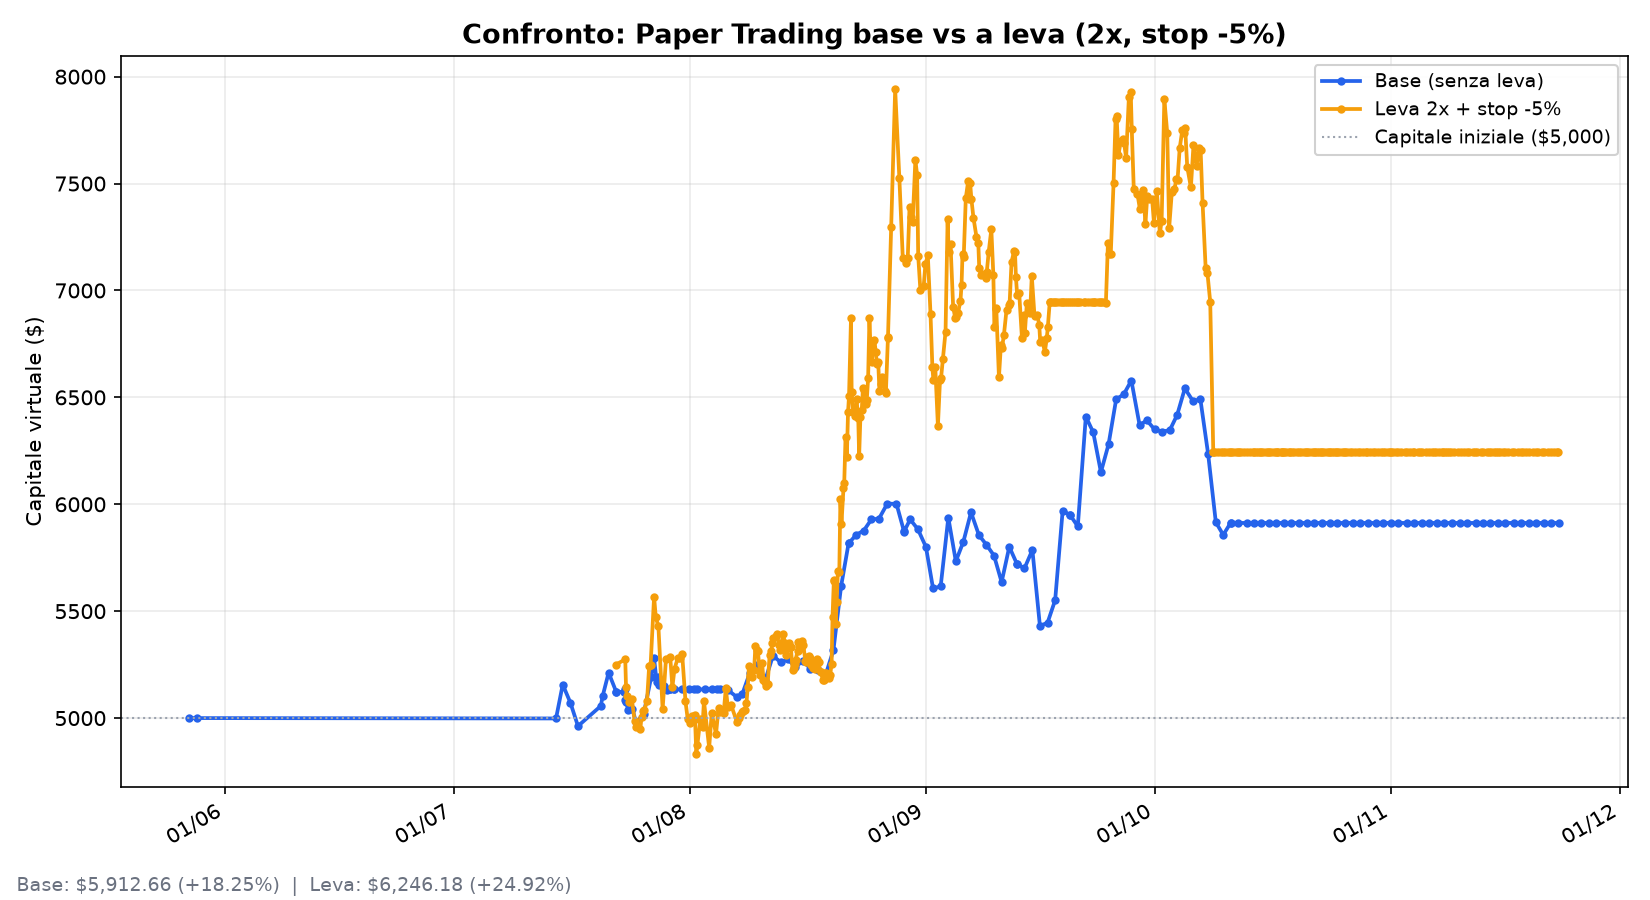 Confronto: Paper Trading base vs a leva (2x, stop -5%)
Base (senza leva)
Leva 2x + stop -5%
Capitale iniziale ($5,000)
Capitale virtuale ($)
8000
7500
7000
6500
6000
5500
5000
01/06
01/07
01/08
01/09
01/10
01/11
01/12
Base: $5,912.66 (+18.25%) | Leva: $6,246.18 (+24.92%)